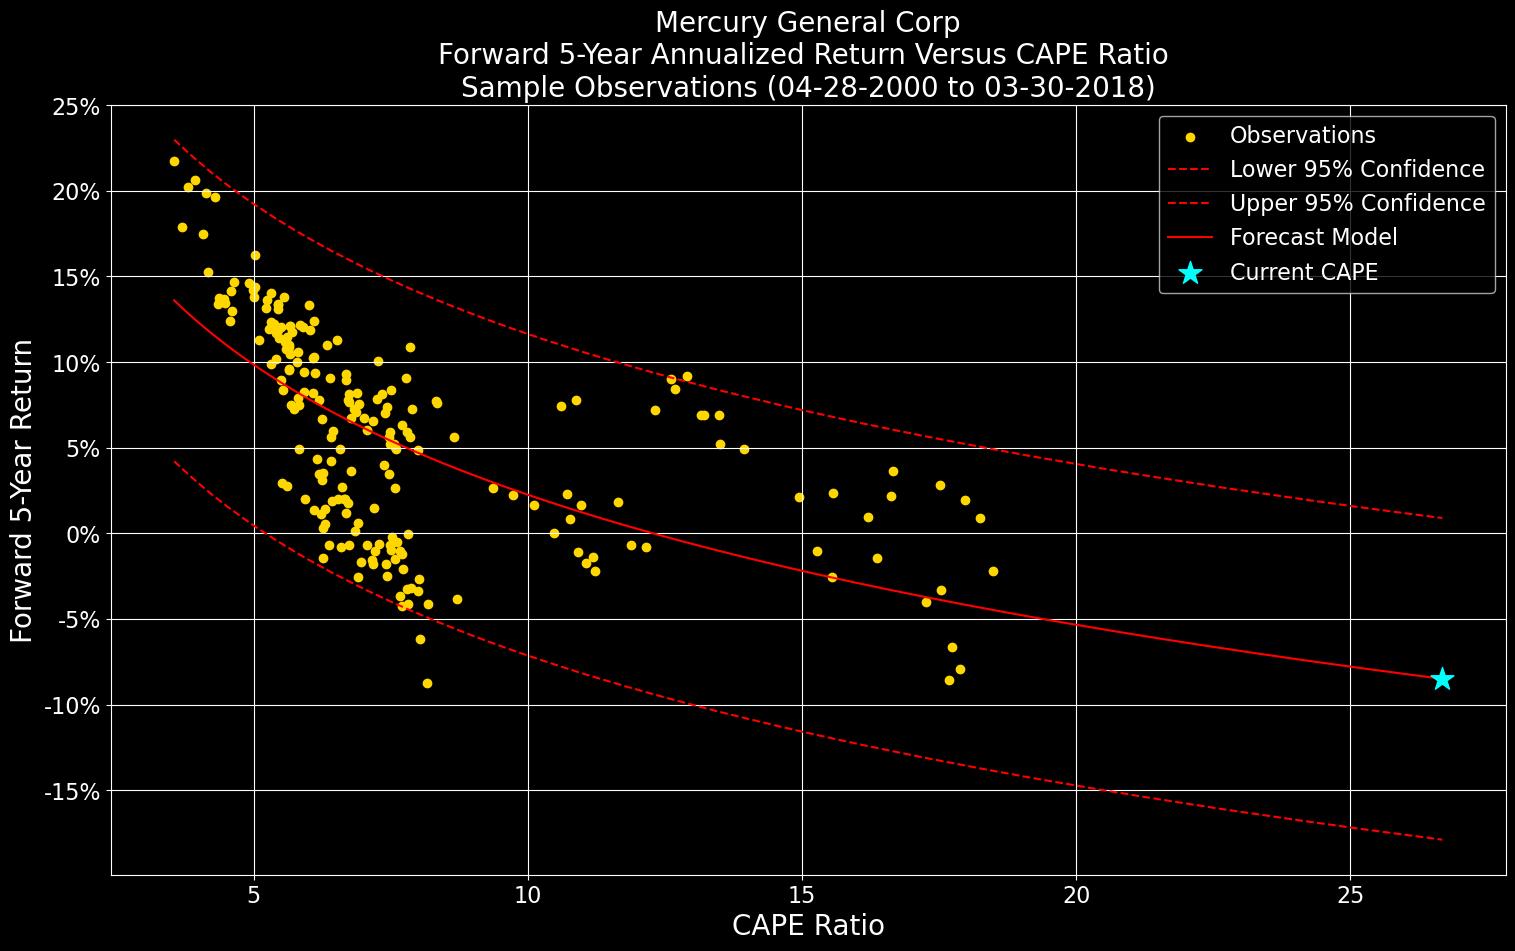 Mercury General Corp
Forward 5-Year Annualized Return Versus CAPE Ratio
Sample Observations (04-28-2000 to 03-30-2018)
25%
20%
15%
10%
5%
0%
-5%
-10%
-15%
Forward 5-Year Return
Observations
Lower 95% Confidence
Upper 95% Confidence
Forecast Model
Current CAPE
5
10
15
20
25
CAPE Ratio